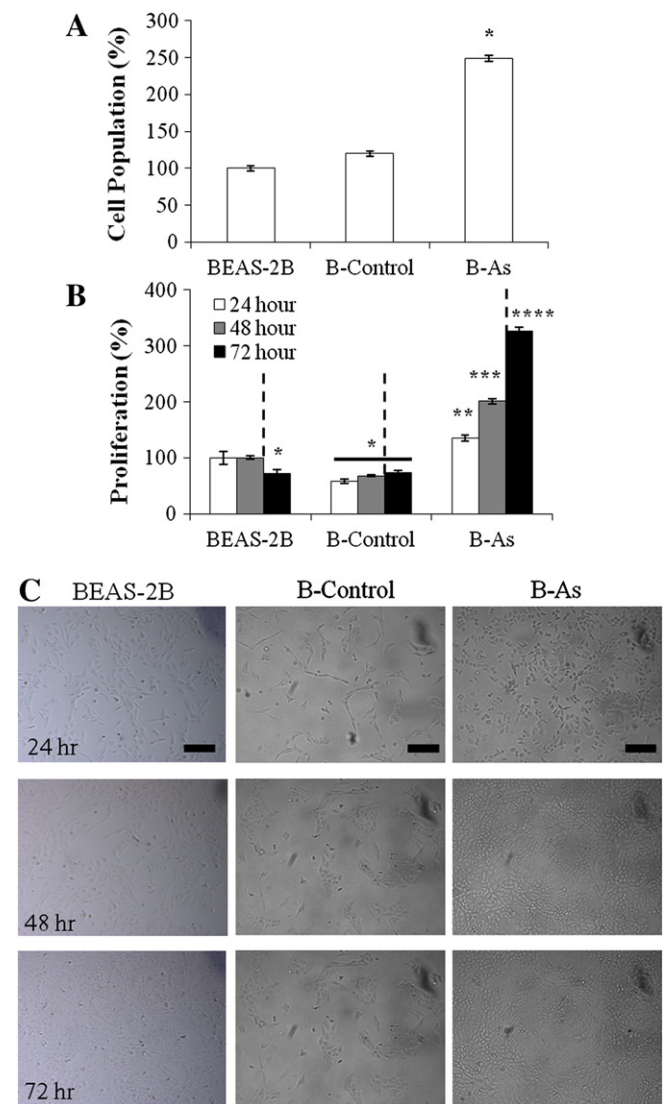 A
Cell Population (%)
300
250
200
150
100
50
0
*
BEAS-2B B-Control B-As
B
Proliferation (%)
400
300
200
100
0
24 hour
48 hour
72 hour
*
*
**
***
****
BEAS-2B B-Control B-As
C
BEAS-2B B-Control B-As
24 hr
48 hr
72 hr